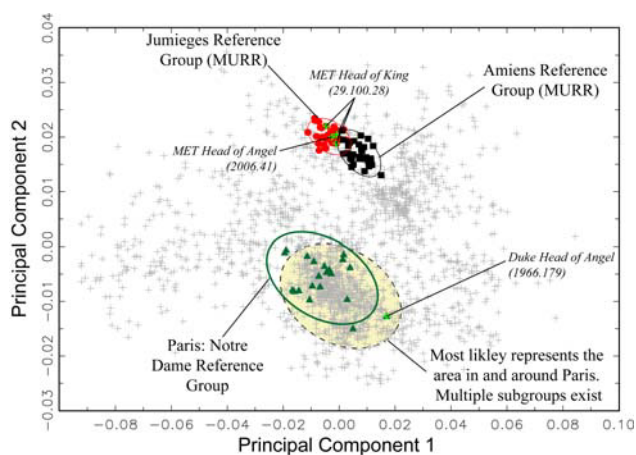 0.04
0.03
0.02
0.01
0.00
-0.01
-0.02
-0.03
Principal Component 2
Jumieges Reference
Group (MURR)
MET Head of King
(29.100.28)
Amiens Reference
Group (MURR)
MET Head of Angel
(2006.41)
Duke Head of Angel
(1966.179)
Paris: Notre
Dame Reference
Group
Most likley represents the
area in and around Paris.
Multiple subgroups exist
-0.08 -0.06 -0.04 -0.02 0.00 0.02 0.04 0.06 0.08 0.10
Principal Component 1